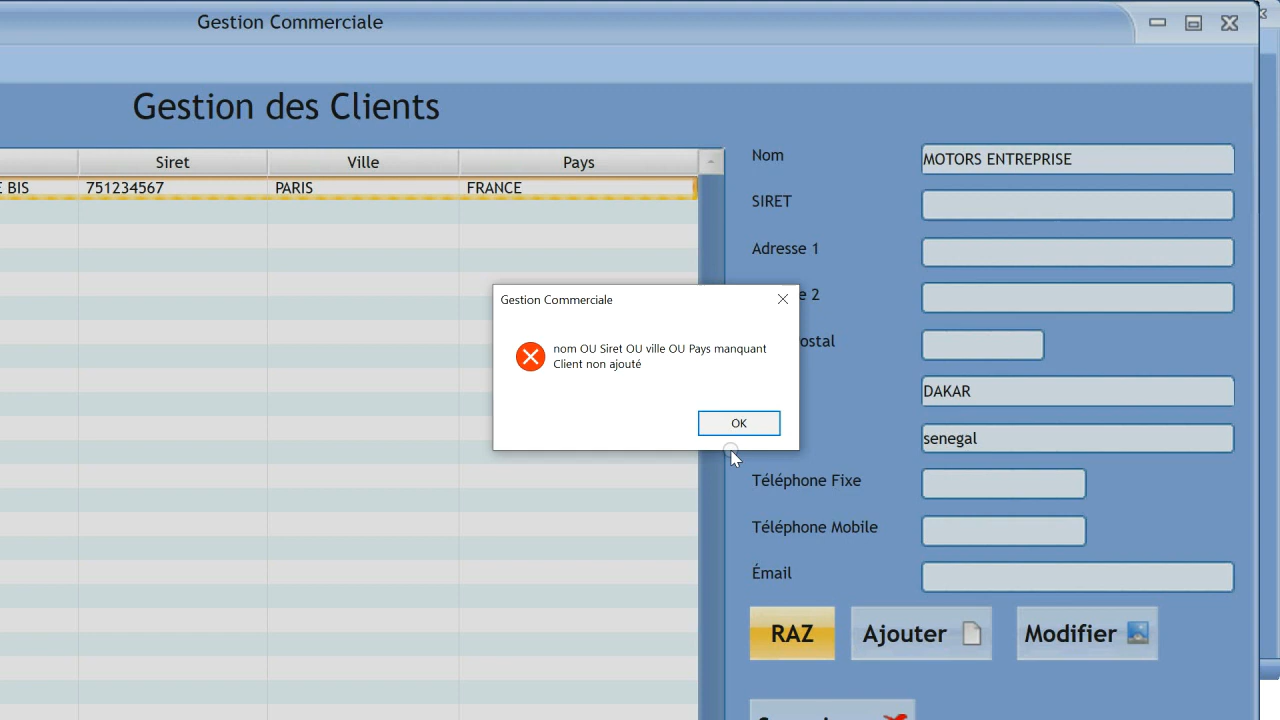 Gestion Commerciale
Gestion des Clients
Siret
Ville
Pays
E BIS
751234567
PARIS
FRANCE
Nom
MOTORS ENTREPRISE
SIRET
Adresse 1
e 2
ostal
DAKAR
senegal
Téléphone Fixe
Téléphone Mobile
Émail
Gestion Commerciale
nom OU Siret OU ville OU Pays manquant
Client non ajouté
OK
RAZ
Ajouter
Modifier